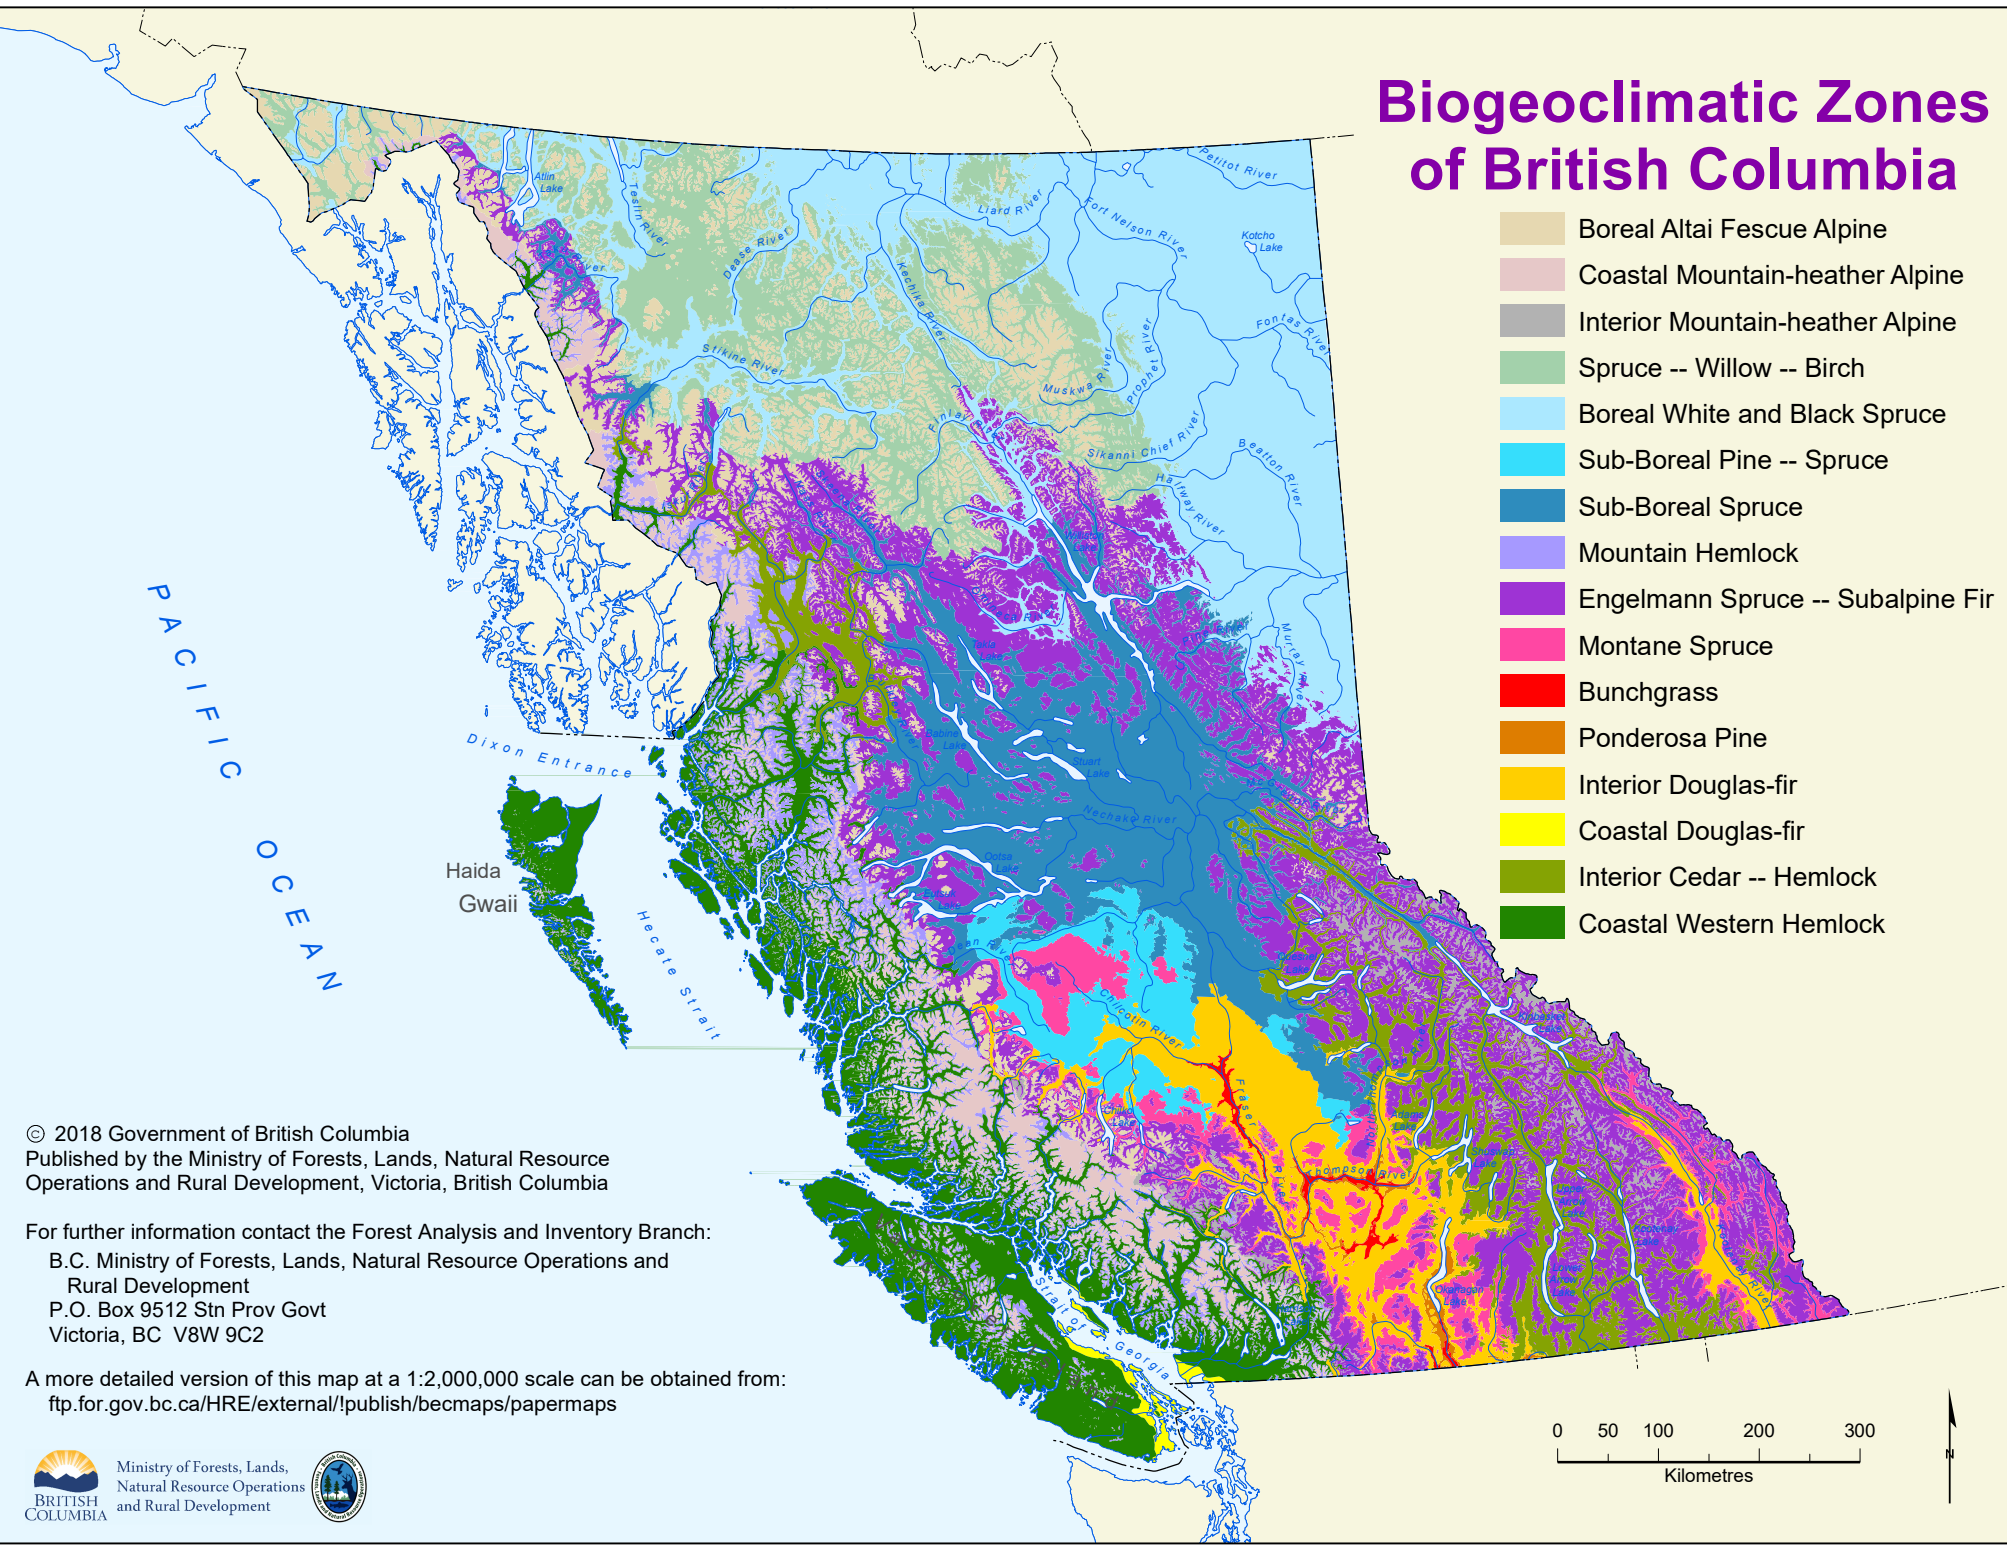 Biogeoclimatic Zones
of British Columbia
Boreal Altai Fescue Alpine
Coastal Mountain-heather Alpine
Interior Mountain-heather Alpine
Spruce -- Willow -- Birch
Boreal White and Black Spruce
Sub-Boreal Pine -- Spruce
Sub-Boreal Spruce
Mountain Hemlock
Engelmann Spruce -- Subalpine Fir
Montane Spruce
Bunchgrass
Ponderosa Pine
Interior Douglas-fir
Coastal Douglas-fir
Interior Cedar -- Hemlock
Coastal Western Hemlock
Atlin
Lake
Teslin River
Dease River
Liard River
Kechika River
Petitot River
Fort Nelson River
Kotcho
Lake
Fontas River
Stikine River
Muskwa River
Prophet River
Sikanni Chief River
Halfway River
Beatton River
Murray River
Takla
Babine
Lake
Stuart
Lake
Nechako River
Ootsa
Lake
Dean River
Chilcotin River
Fraser
River
Adams
Lake
Shuswap
Lake
Thompson River
Okanagan
Lake
PACIFIC OCEAN
Dixon Entrance
Haida
Gwaii
Hecate Strait
Strait of
Georgia
© 2018 Government of British Columbia
Published by the Ministry of Forests, Lands, Natural Resource
Operations and Rural Development, Victoria, British Columbia
For further information contact the Forest Analysis and Inventory Branch:
B.C. Ministry of Forests, Lands, Natural Resource Operations and
Rural Development
P.O. Box 9512 Stn Prov Govt
Victoria, BC V8W 9C2
A more detailed version of this map at a 1:2,000,000 scale can be obtained from:
ftp.for.gov.bc.ca/HRE/external/!publish/becmaps/papermaps
BRITISH
COLUMBIA
Ministry of Forests, Lands,
Natural Resource Operations
and Rural Development
0 50 100 200 300
Kilometres
N